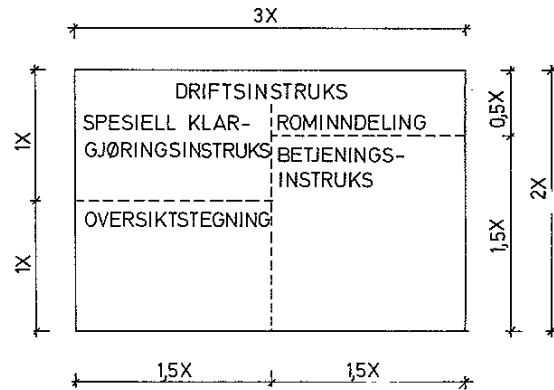 3X
DRIFTSINSTRUKS
SPESIELL KLAR-
GJØRINGSINSTRUKS
ROMINNDELING
BETJENINGS-
INSTRUKS
OVERSIKTSTEGNING
1X
1X
0,5X
1,5X
2X
1,5X
1,5X